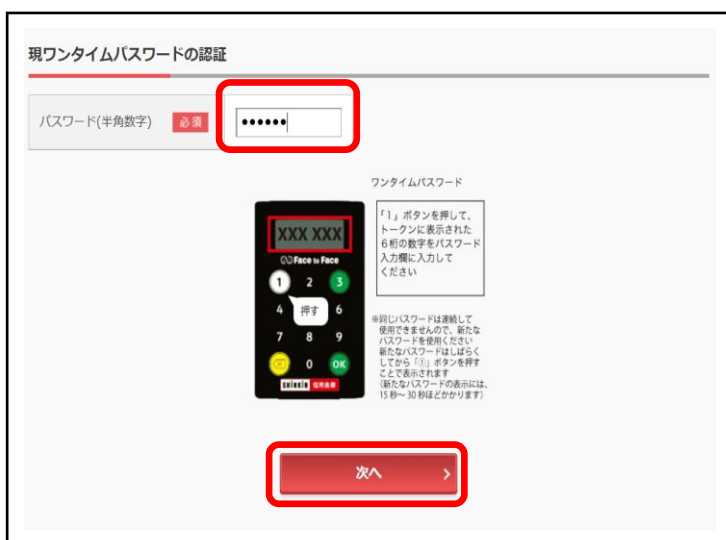 現ワンタイムパスワードの認証
パスワード(半角数字) 必須 ••••••
ワンタイムパスワード
XXX XXX
Face to Face
「1」ボタンを押して、
トークンに表示された
6桁の数字をパスワード
入力欄に入力して
ください
1 2 3
4 押す 6
7 8 9
0 OK
信用金庫
※同じパスワードは連続して
使用できませんので、新たな
パスワードを使用ください
新たなパスワードはしばらく
してから「①」ボタンを押す
ことで表示されます
(新たなパスワードの表示には、
15秒～30秒ほどかかります)
次へ >